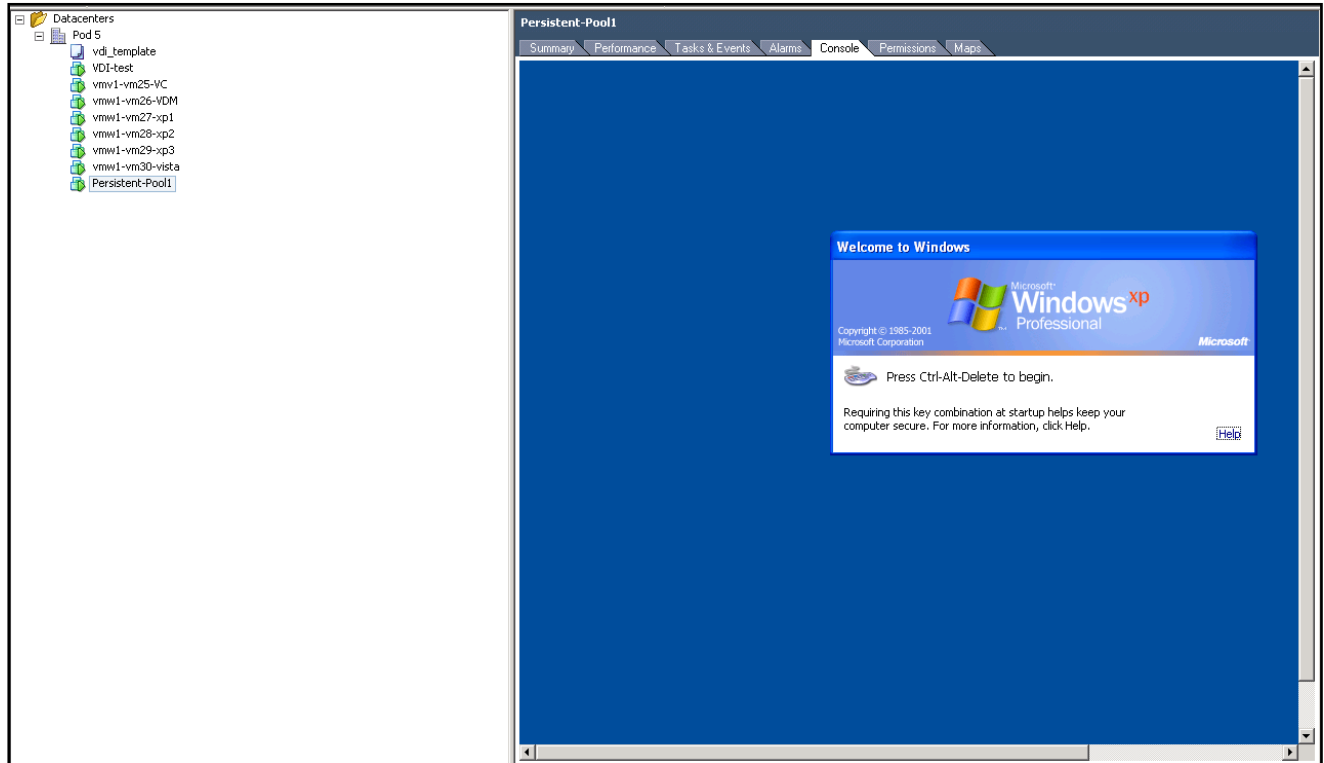 Datacenters
Pod 5
vdi_template
VDI-test
vmv1-vm25-VC
vmw1-vm26-VDM
vmw1-vm27-xp1
vmw1-vm28-xp2
vmw1-vm29-xp3
vmw1-vm30-vista
Persistent-Pool1
Persistent-Pool1
Summary Performance Tasks & Events Alarms Console Permissions Maps
Welcome to Windows
Microsoft
Windows xp
Professional
Copyright © 1985-2001
Microsoft Corporation
Microsoft
Press Ctrl-Alt-Delete to begin.
Requiring this key combination at startup helps keep your
computer secure. For more information, click Help.
Help